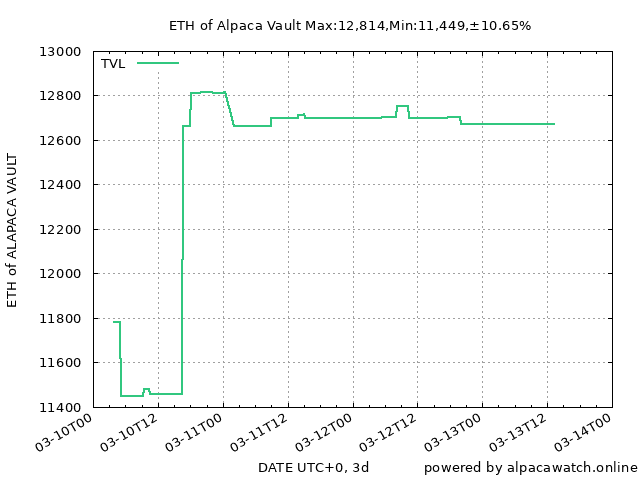 ETH of Alpaca Vault Max:12,814,Min:11,449,±10.65%
TVL
13000
12800
12600
12400
12200
12000
11800
11600
11400
ETH of ALAPACA VAULT
03-10T00
03-10T12
03-11T00
03-11T12
03-12T00
03-12T12
03-13T00
03-13T12
03-14T00
DATE UTC+0, 3d
powered by alpacawatch.online